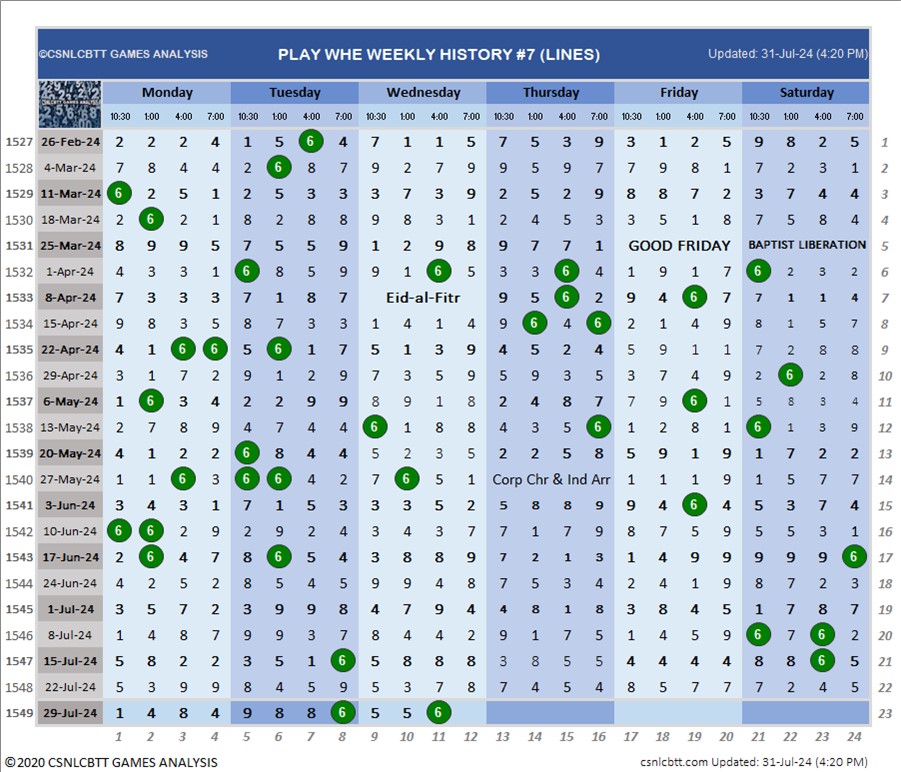 ©CSNLCBTT GAMES ANALYSIS PLAY WHE WEEKLY HISTORY #7 (LINES) Updated: 31-Jul-24 (4:20 PM)
Monday Tuesday Wednesday Thursday Friday Saturday
CSNLCBTT GAMES ANALYSIS
10:30 1:00 4:00 7:00 10:30 1:00 4:00 7:00 10:30 1:00 4:00 7:00 10:30 1:00 4:00 7:00 10:30 1:00 4:00 7:00 10:30 1:00 4:00 7:00
1527 26-Feb-24 2 2 2 4 1 5 6 4 7 1 1 5 7 5 3 9 3 1 2 5 9 8 2 5 1
1528 4-Mar-24 7 8 4 4 2 6 8 7 9 2 7 9 9 5 9 7 7 9 8 1 7 2 3 1 2
1529 11-Mar-24 6 2 5 1 2 5 3 3 3 7 3 9 2 5 2 9 8 8 7 2 3 7 4 4 3
1530 18-Mar-24 2 6 2 1 8 2 8 8 9 8 3 1 2 4 5 3 3 5 1 8 7 5 8 4 4
1531 25-Mar-24 8 9 9 5 7 5 5 9 1 2 9 8 9 7 7 1 GOOD FRIDAY BAPTIST LIBERATION 5
1532 1-Apr-24 4 3 3 1 6 8 5 9 9 1 6 5 3 3 6 4 1 9 1 7 6 2 3 2 6
1533 8-Apr-24 7 3 3 3 7 1 8 7 Eid-al-Fitr 9 5 6 2 9 4 6 7 7 1 1 4 7
1534 15-Apr-24 9 8 3 5 8 7 3 3 1 4 1 4 9 6 4 6 2 1 4 9 8 1 5 7 8
1535 22-Apr-24 4 1 6 6 5 6 1 7 5 1 3 9 4 5 2 4 5 9 1 1 7 2 8 8 9
1536 29-Apr-24 3 1 7 2 9 1 2 9 7 3 5 9 5 9 3 5 3 7 4 9 2 6 2 8 10
1537 6-May-24 1 6 3 4 2 2 9 9 8 9 1 8 2 4 8 7 7 9 6 1 5 8 3 4 11
1538 13-May-24 2 7 8 9 4 7 4 4 6 1 8 8 4 3 5 6 1 2 8 1 6 1 3 9 12
1539 20-May-24 4 1 2 2 6 8 4 4 5 2 3 5 2 2 5 8 5 9 1 9 1 7 2 2 13
1540 27-May-24 1 1 6 3 6 6 4 2 7 6 5 1 Corp Chr & Ind Arr 1 1 1 9 1 5 7 7 14
1541 3-Jun-24 3 4 3 1 7 1 5 3 3 3 5 2 5 8 8 9 9 4 6 4 5 3 7 4 15
1542 10-Jun-24 6 6 2 2 2 9 2 4 3 4 3 7 7 1 7 9 8 7 5 9 5 5 3 1 16
1543 17-Jun-24 2 6 4 7 8 6 5 4 3 8 8 9 7 2 1 3 1 4 9 9 9 9 9 6 17
1544 24-Jun-24 4 2 5 2 8 5 4 5 9 9 4 8 7 5 3 4 2 4 1 9 8 7 2 3 18
1545 1-Jul-24 3 5 7 2 3 9 9 8 4 7 9 4 4 8 1 8 3 8 4 5 1 7 8 7 19
1546 8-Jul-24 1 4 8 7 9 9 3 7 8 4 4 2 9 1 7 5 1 4 5 9 6 7 6 2 20
1547 15-Jul-24 5 8 2 2 3 5 1 6 5 8 8 8 3 8 5 5 4 4 4 4 8 8 6 5 21
1548 22-Jul-24 5 3 9 9 8 4 5 9 5 3 7 8 7 4 5 4 8 5 7 7 7 2 4 5 22
1549 29-Jul-24 1 4 8 4 9 8 8 6 5 5 6 23
1 2 3 4 5 6 7 8 9 10 11 12 13 14 15 16 17 18 19 20 21 22 23 24
©2020 CSNLCBTT GAMES ANALYSIS csnlcbtt.com Updated: 31-Jul-24 (4:20 PM)